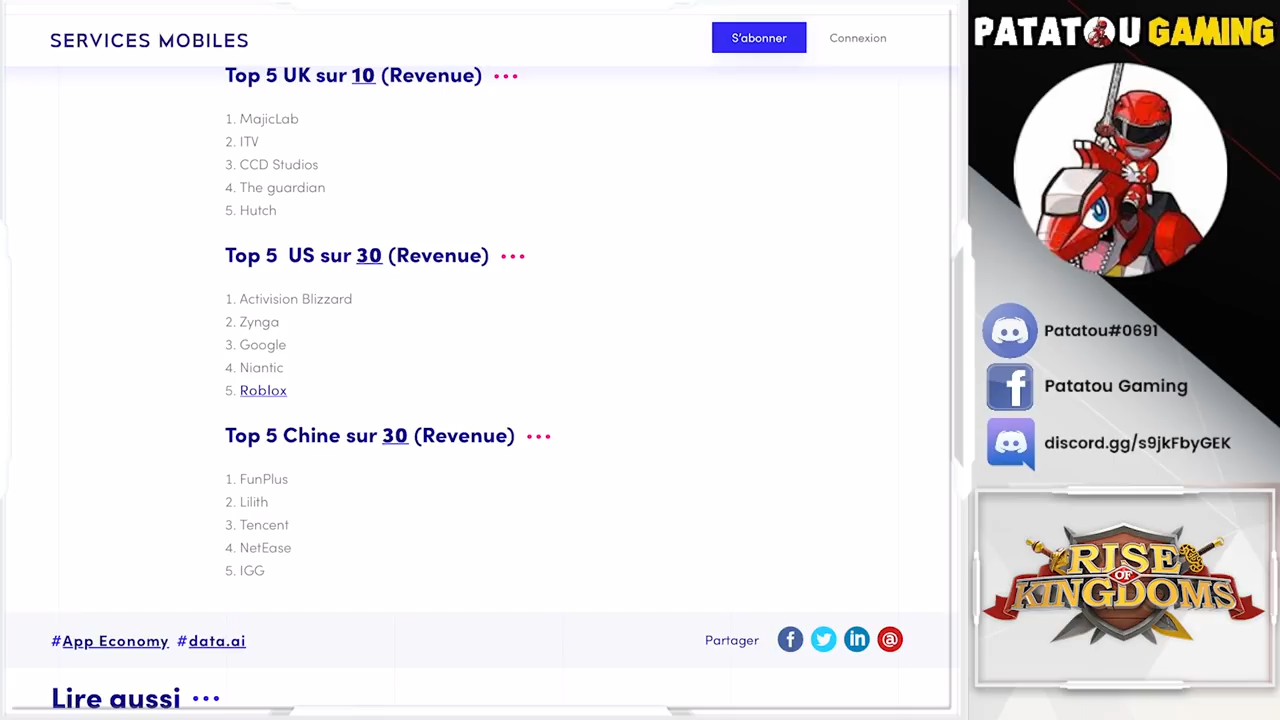 SERVICES MOBILES
S'abonner
Connexion
Top 5 UK sur 10 (Revenue)
1. MajicLab
2. ITV
3. CCD Studios
4. The guardian
5. Hutch
Top 5 US sur 30 (Revenue)
1. Activision Blizzard
2. Zynga
3. Google
4. Niantic
5. Roblox
Top 5 Chine sur 30 (Revenue)
1. FunPlus
2. Lilith
3. Tencent
4. NetEase
5. IGG
#App Economy #data.ai
Partager
Lire aussi
PATATOU GAMING
Patatou#0691
Patatou Gaming
discord.gg/s9jkFbyGEK
RISE
OF
KINGDOMS